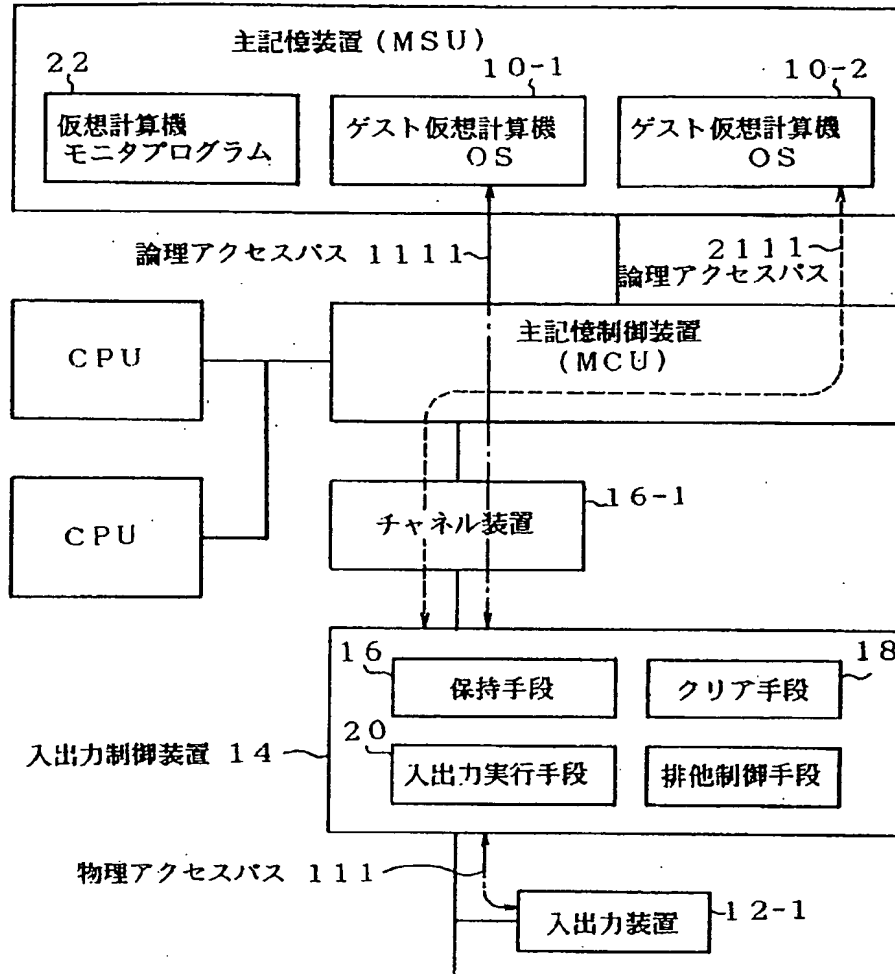 主記憶装置(MSU)
22
10-1
10-2
仮想計算機
モニタプログラム
ゲスト仮想計算機
OS
ゲスト仮想計算機
OS
論理アクセスパス 1111
2111
論理アクセスパス
CPU
主記憶制御装置
(MCU)
CPU
チャネル装置
16-1
16
保持手段
クリア手段
18
入出力制御装置 14
20
入出力実行手段
排他制御手段
物理アクセスパス 111
入出力装置
12-1